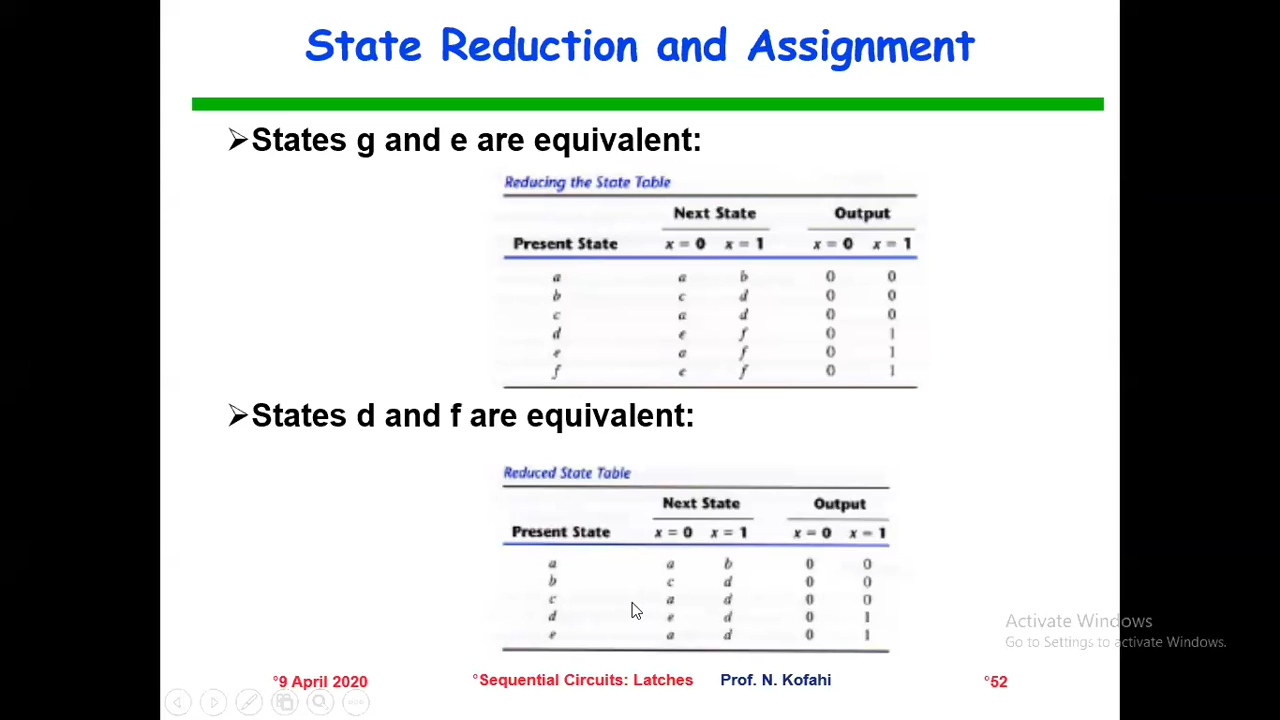 State Reduction and Assignment
➢States g and e are equivalent:
Reducing the State Table
Next State Output
Present State x = 0 x = 1 x = 0 x = 1
a a b 0 0
b c d 0 0
c a d 0 0
d e f 0 1
e a f 0 1
f e f 0 1
➢States d and f are equivalent:
Reduced State Table
Next State Output
Present State x = 0 x = 1 x = 0 x = 1
a a b 0 0
b c d 0 0
c a d 0 0
d e d 0 1
e a d 0 1
Activate Windows
Go to Settings to activate Windows.
°9 April 2020 °Sequential Circuits: Latches Prof. N. Kofahi °52